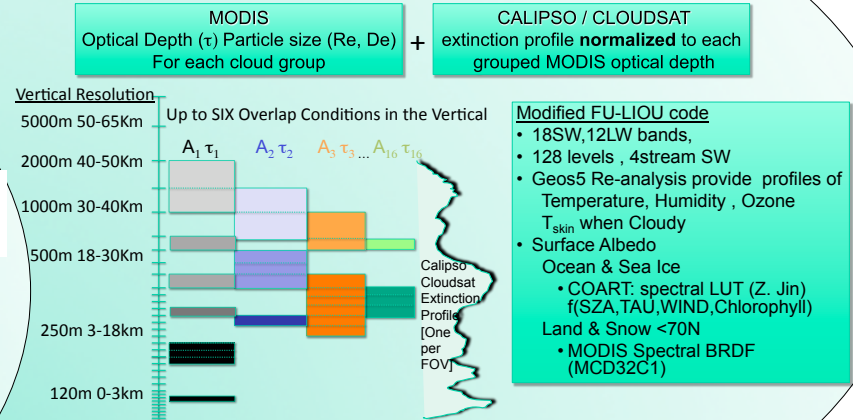 MODIS
Optical Depth (τ) Particle size (Re, De)
For each cloud group
+
CALIPSO / CLOUDSAT
extinction profile normalized to each
grouped MODIS optical depth
Vertical Resolution
5000m 50-65Km
2000m 40-50Km
1000m 30-40Km
500m 18-30Km
250m 3-18km
120m 0-3km
Up to SIX Overlap Conditions in the Vertical
A1 τ1 A2 τ2 A3 τ3 ... A16 τ16
Calipso
Cloudsat
Extinction
Profile
[One
per
FOV]
Modified FU-LIOU code
• 18SW,12LW bands,
• 128 levels , 4stream SW
• Geos5 Re-analysis provide profiles of
Temperature, Humidity , Ozone
Tskin when Cloudy
• Surface Albedo
Ocean & Sea Ice
• COART: spectral LUT (Z. Jin)
f(SZA,TAU,WIND,Chlorophyll)
Land & Snow <70N
• MODIS Spectral BRDF
(MCD32C1)